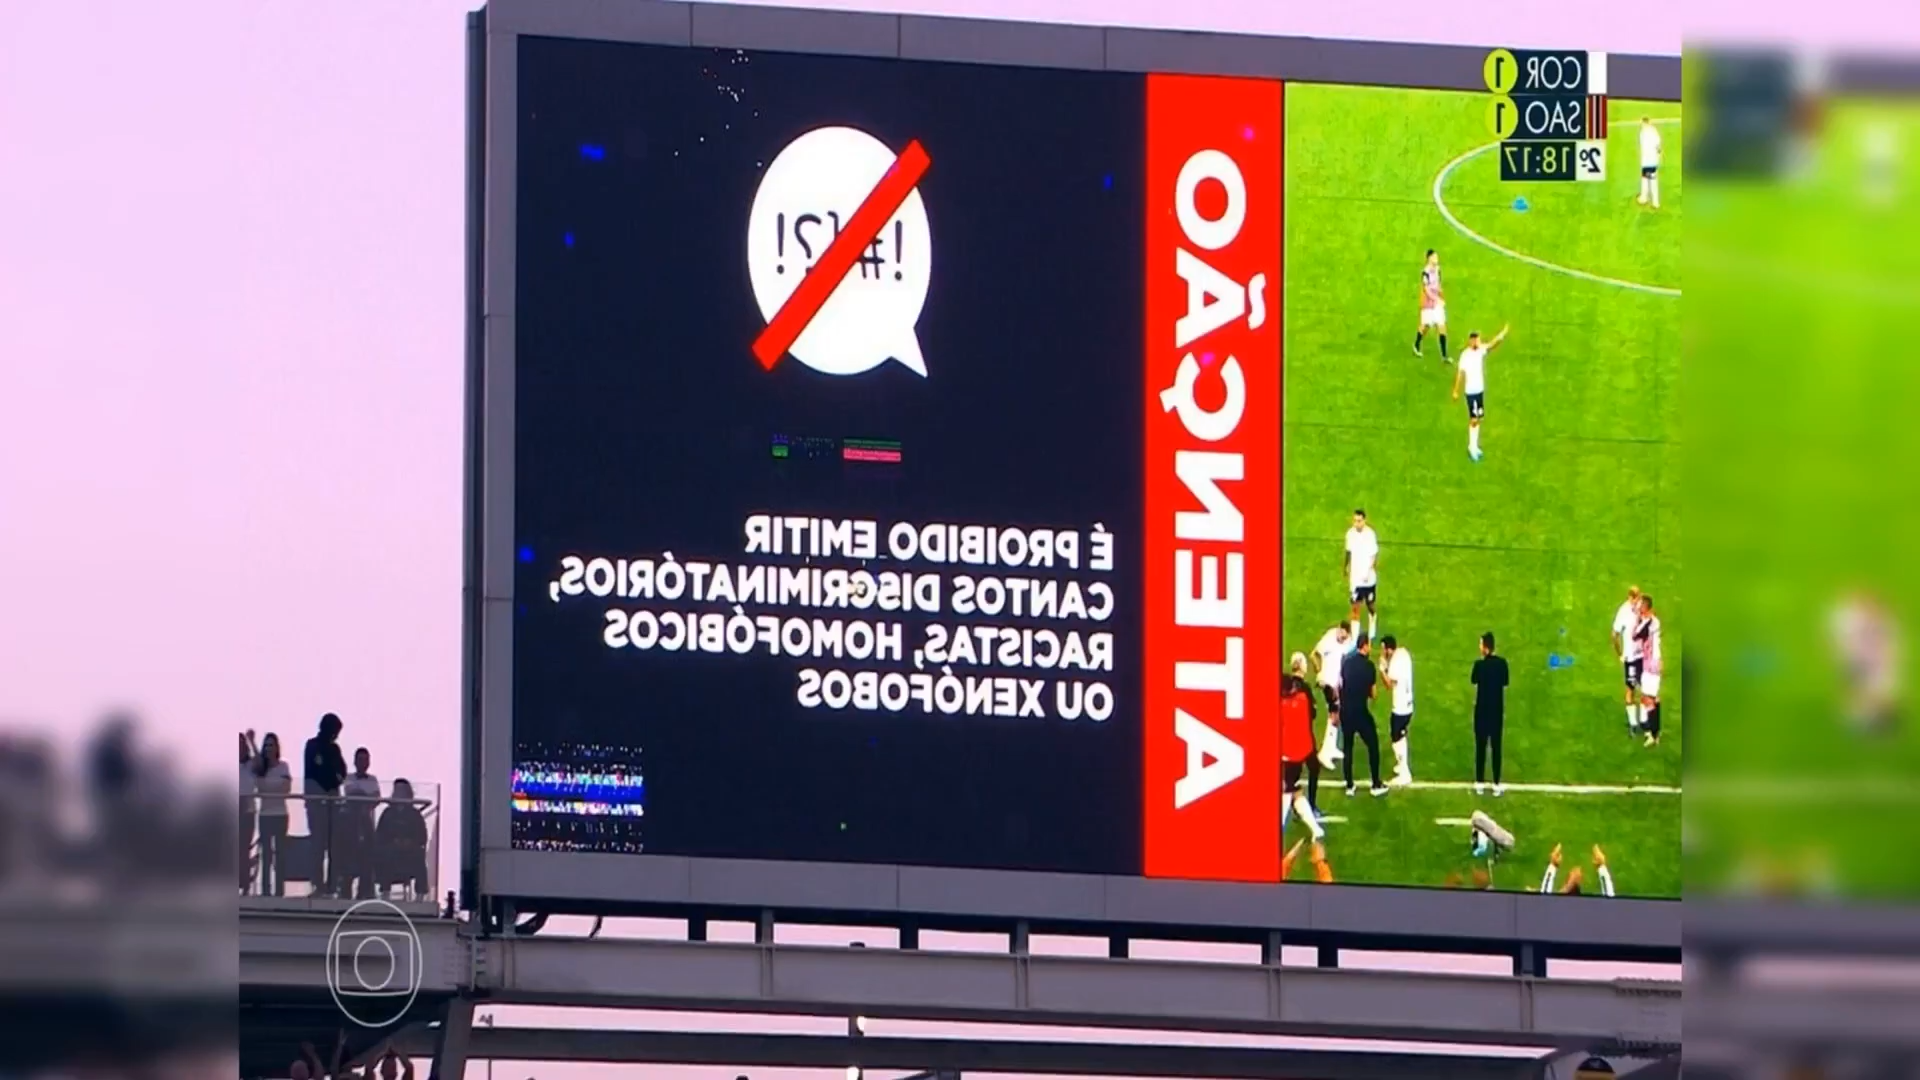 COR 1
SAO 1
2º 18:17
ATENÇÃO
!#{?!
É PROIBIDO EMITIR
CANTOS DISCRIMINATÓRIOS,
RACISTAS, HOMOFÓBICOS
OU XENÓFOBOS